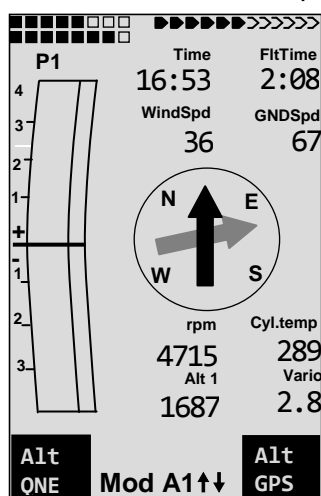 P1
Time FltTime
16:53 2:08
WindSpd GNDSpd
36 67
4
3
2
1
+
-
1
2
3
N E
W S
rpm Cyl.temp
4715 289
Alt 1 Vario
1687 2.8
Alt Alt
QNE Mod A1↑↓ GPS